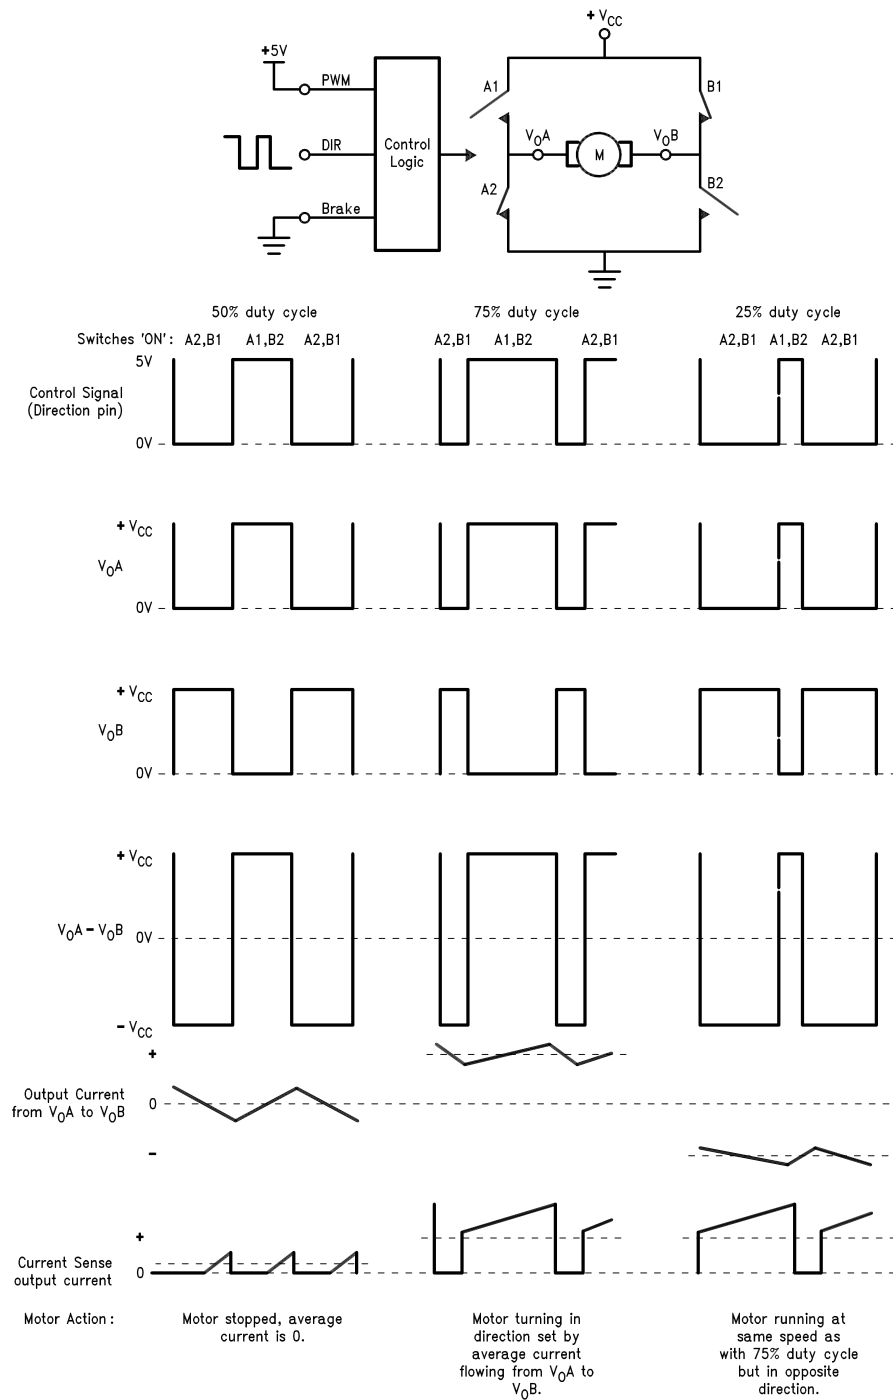 + VCC
+5V
PWM
DIR
Brake
Control
Logic
A1
B1
VOA
M
VOB
A2
B2
50% duty cycle
75% duty cycle
25% duty cycle
Switches 'ON': A2,B1 A1,B2 A2,B1
A2,B1 A1,B2 A2,B1
A2,B1 A1,B2 A2,B1
5V
Control Signal
(Direction pin)
0V
+ VCC
VOA
0V
+ VCC
VOB
0V
+ VCC
VOA – VOB
0V
– VCC
+
Output Current
from VOA to VOB
0
–
+
Current Sense
output current
0
Motor Action :
Motor stopped, average
current is 0.
Motor turning in
direction set by
average current
flowing from VOA to
VOB.
Motor running at
same speed as
with 75% duty cycle
but in opposite
direction.